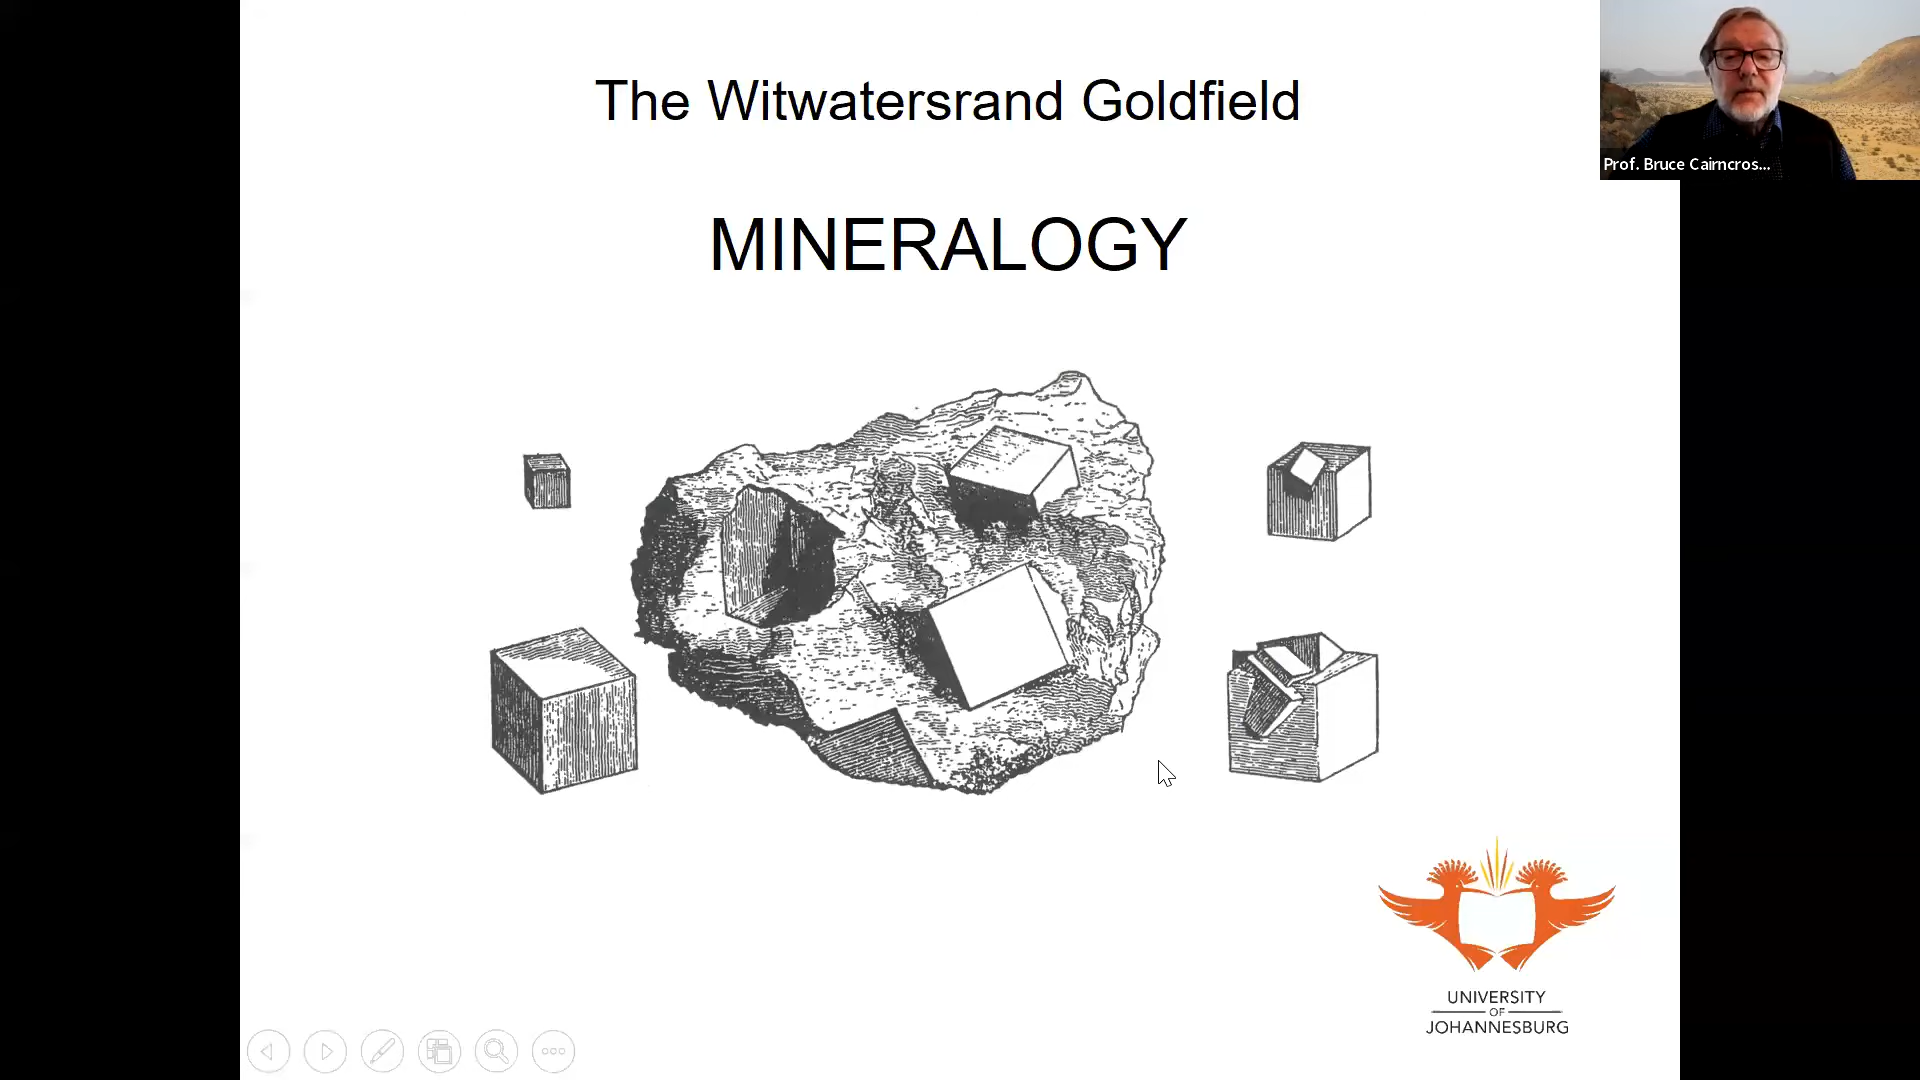 The Witwatersrand Goldfield
Prof. Bruce Cairncros...
MINERALOGY
UNIVERSITY
OF
JOHANNESBURG